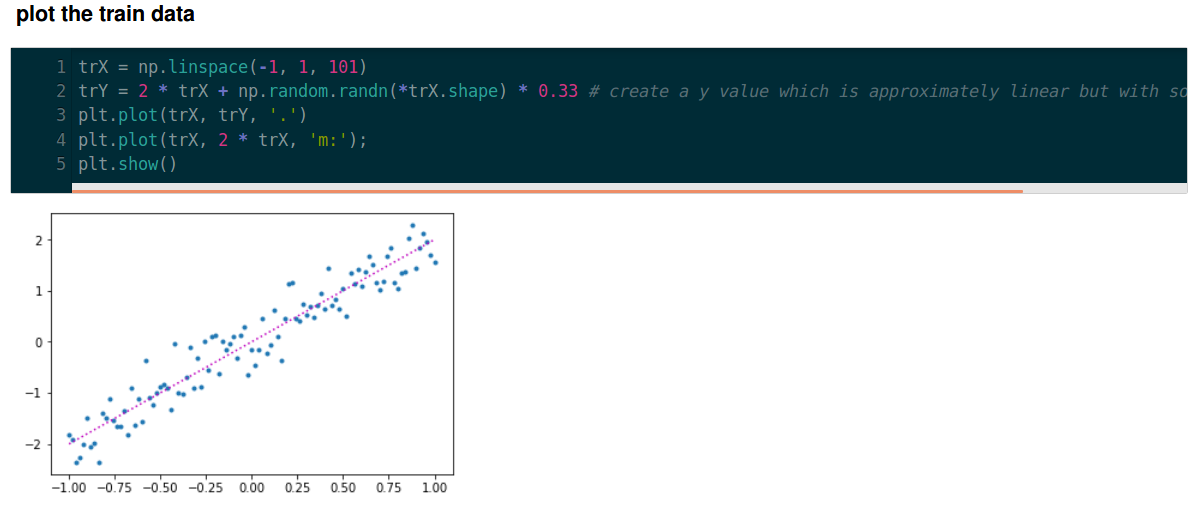 plot the train data
1 trX = np.linspace(-1, 1, 101)
2 trY = 2 * trX + np.random.randn(*trX.shape) * 0.33 # create a y value which is approximately linear but with
3 plt.plot(trX, trY, '.')
4 plt.plot(trX, 2 * trX, 'm:');
5 plt.show()
2
1
0
−1
−2
−1.00 −0.75 −0.50 −0.25 0.00 0.25 0.50 0.75 1.00